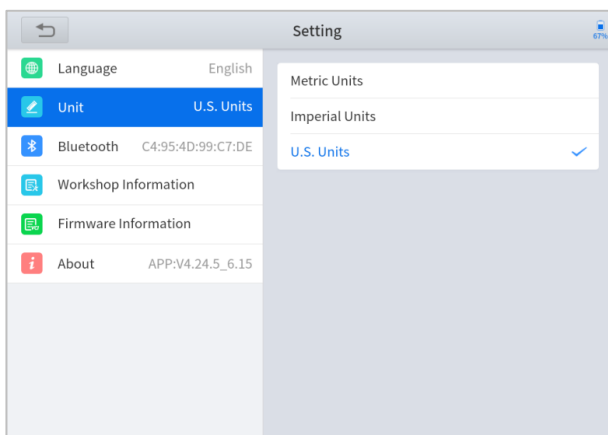 Setting
67%
Language English
Unit U.S. Units
Bluetooth C4:95:4D:99:C7:DE
Workshop Information
Firmware Information
About APP:V4.24.5_6.15
Metric Units
Imperial Units
U.S. Units